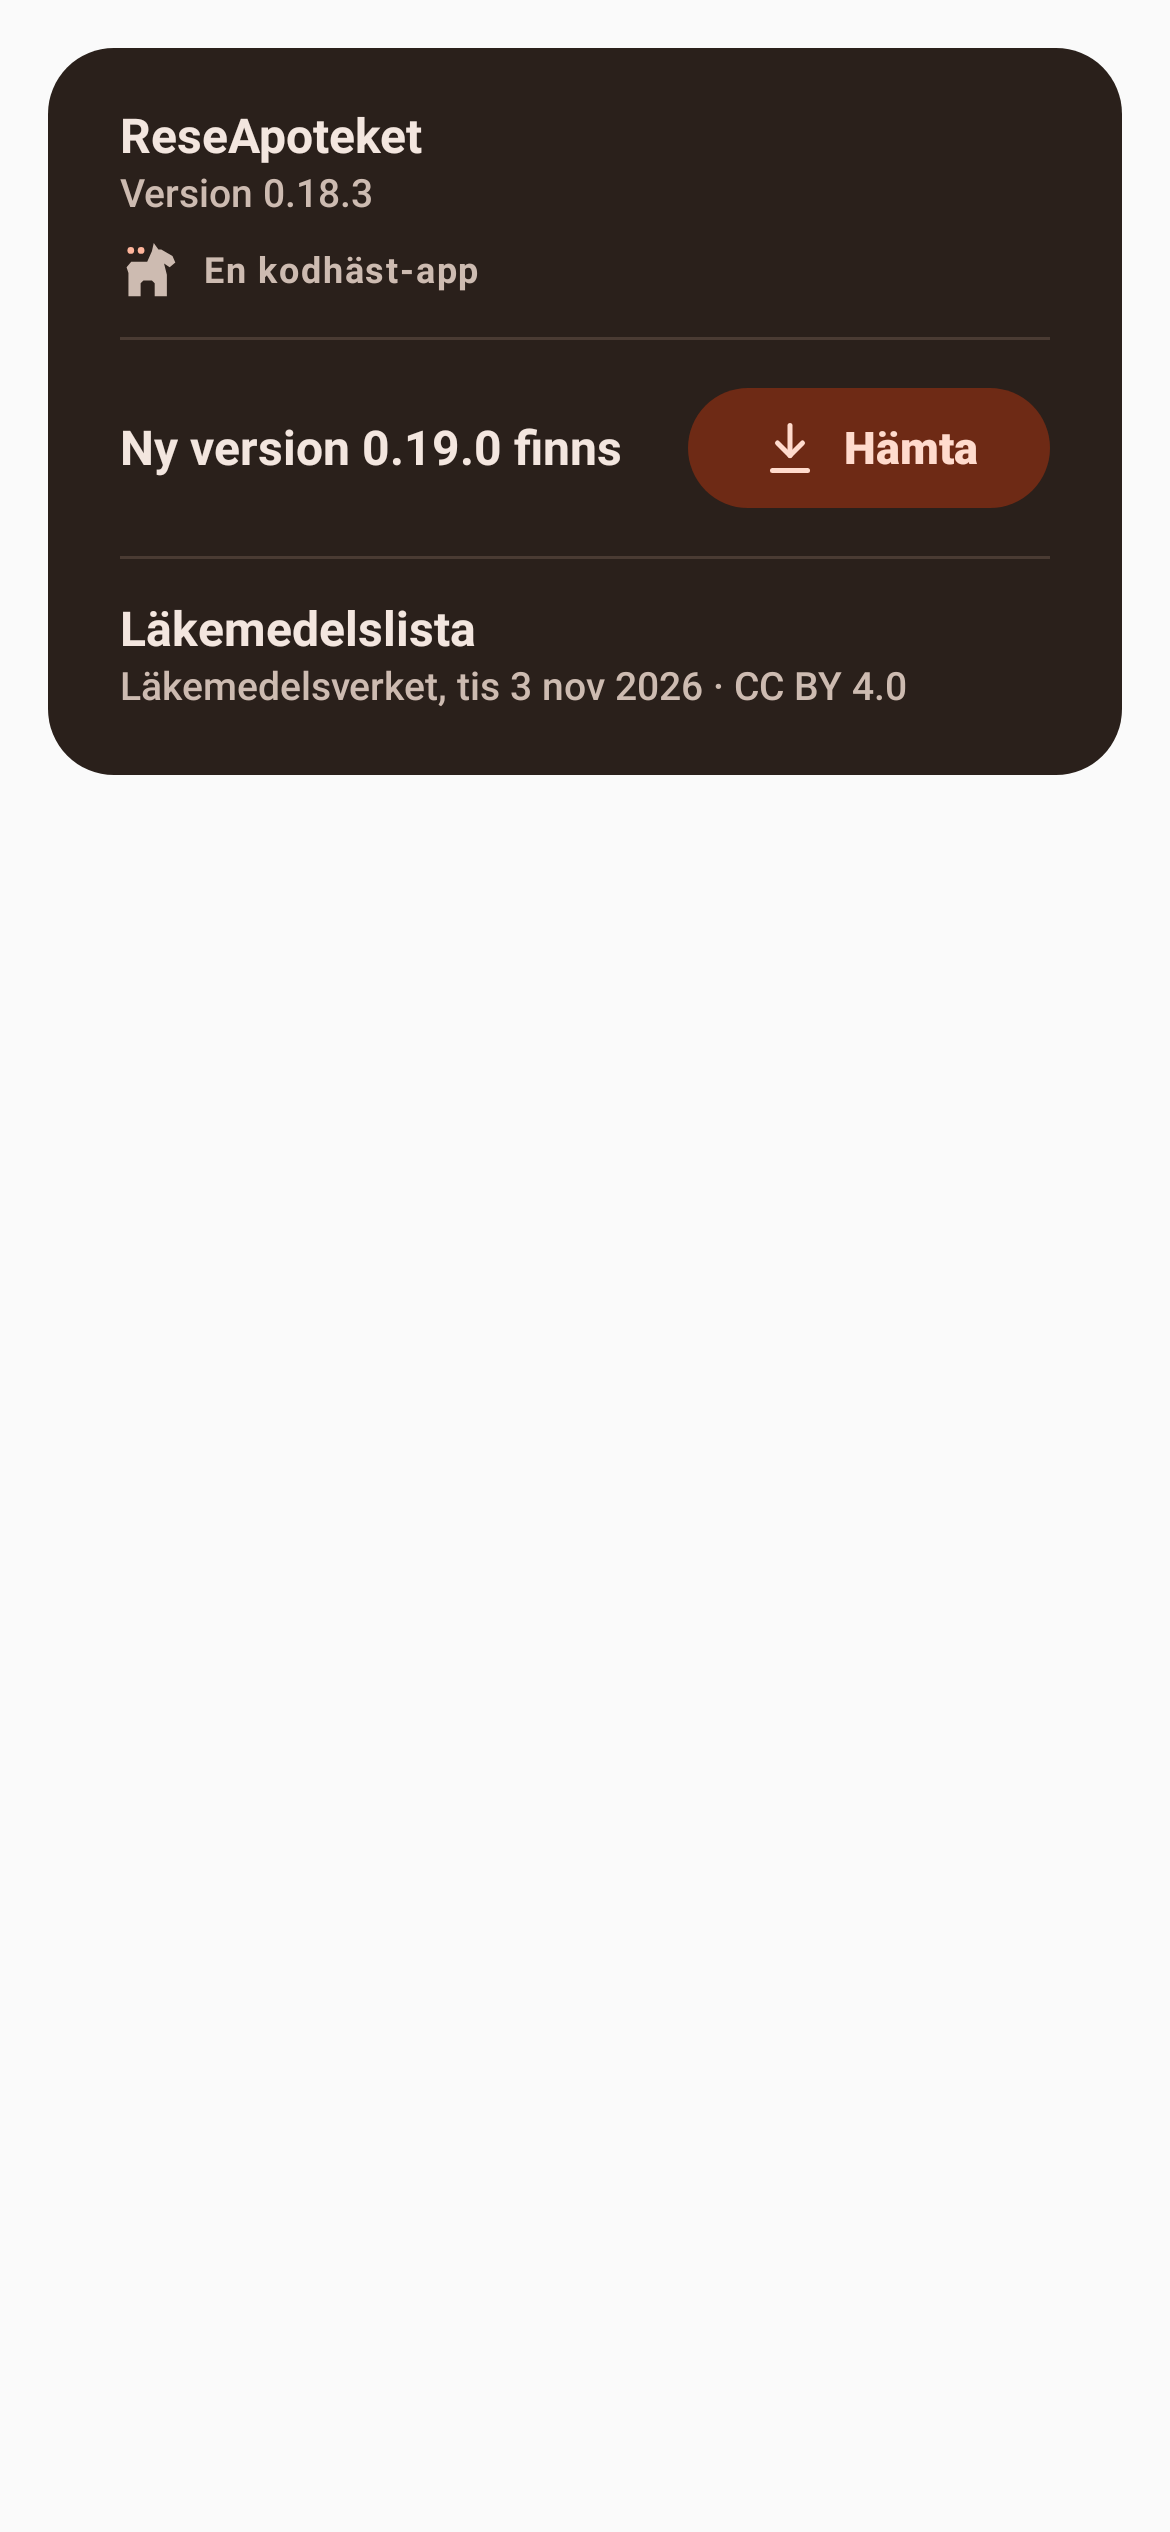 ReseApoteket
Version 0.18.3
En kodhäst-app
Ny version 0.19.0 finns
Hämta
Läkemedelslista
Läkemedelsverket, tis 3 nov 2026 · CC BY 4.0